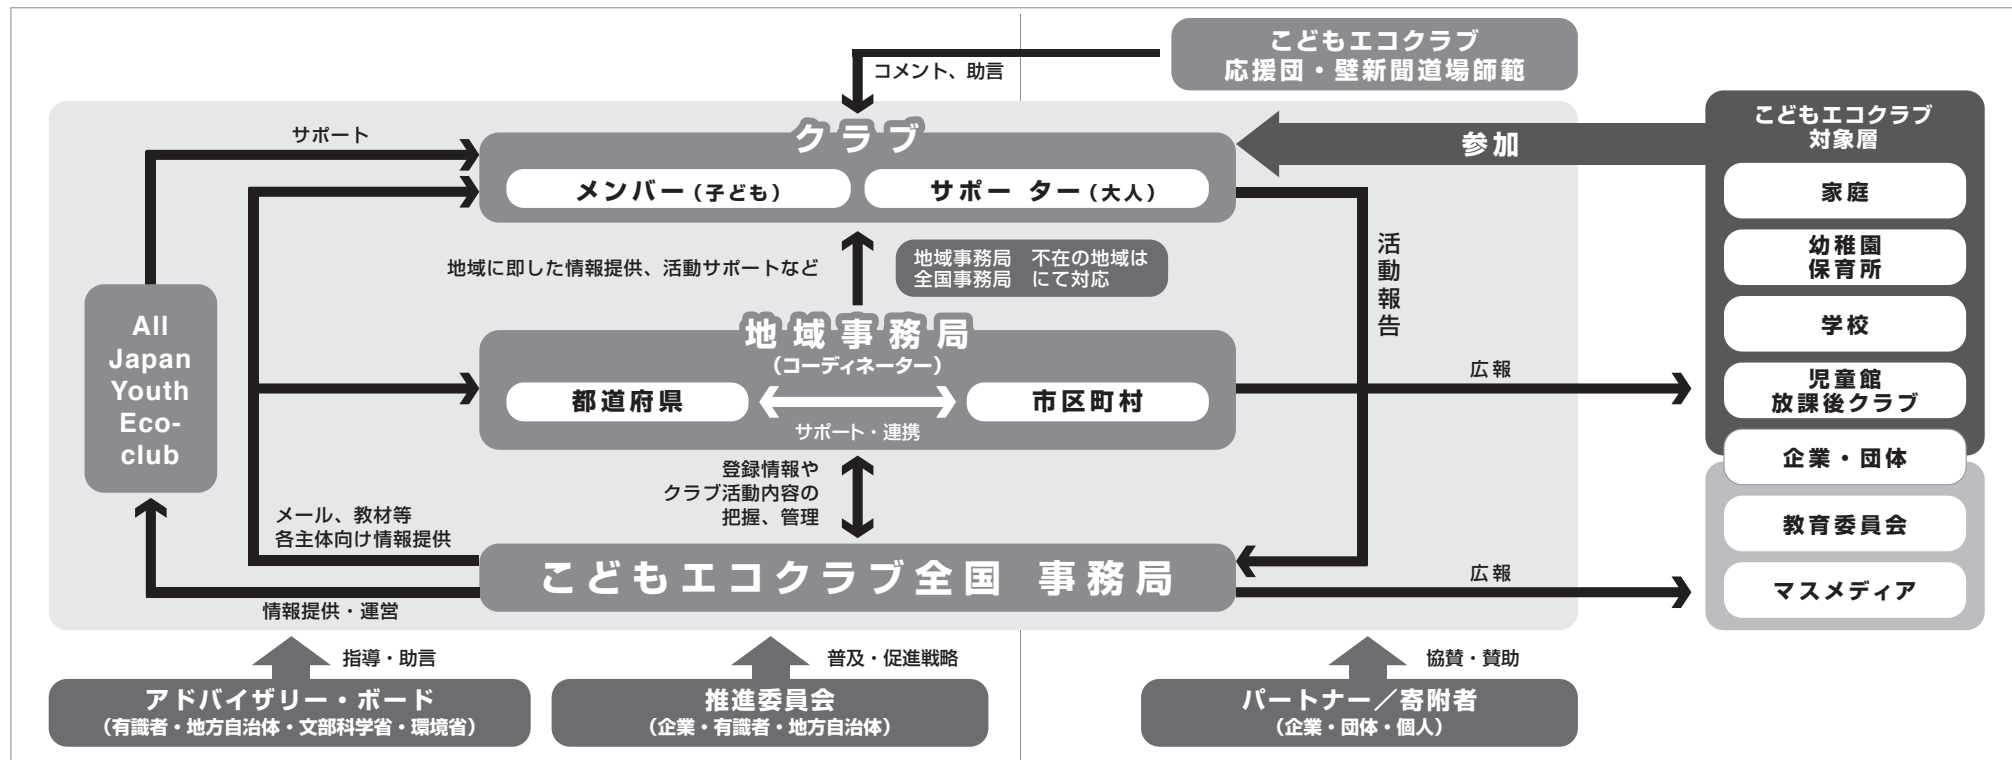 こどもエコクラブ
応援団・壁新聞道場師範
コメント、助言
サポート
クラブ
メンバー(子ども)
サポー ター(大人)
参加
こどもエコクラブ
対象層
家庭
幼稚園
保育所
学校
児童館
放課後クラブ
企業・団体
教育委員会
マスメディア
地域に即した情報提供、活動サポートなど
地域事務局 不在の地域は
全国事務局 にて対応
活動報告
All
Japan
Youth
Eco-
club
地域事務局
(コーディネーター)
都道府県
市区町村
サポート・連携
広報
登録情報や
クラブ活動内容の
把握、管理
メール、教材等
各主体向け情報提供
こどもエコクラブ全国 事務局
広報
情報提供・運営
指導・助言
普及・促進戦略
協賛・賛助
アドバイザリー・ボード
(有識者・地方自治体・文部科学省・環境省)
推進委員会
(企業・有識者・地方自治体)
パートナー/寄附者
(企業・団体・個人)